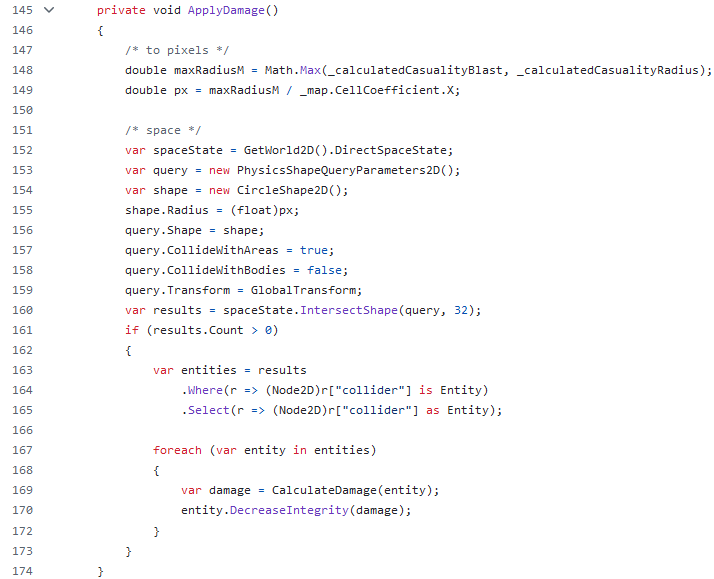 145 private void ApplyDamage()
146 {
147 /* to pixels */
148 double maxRadiusM = Math.Max(_calculatedCasualityBlast, _calculatedCasualityRadius);
149 double px = maxRadiusM / _map.CellCoefficient.X;
150
151 /* space */
152 var spaceState = GetWorld2D().DirectSpaceState;
153 var query = new PhysicsShapeQueryParameters2D();
154 var shape = new CircleShape2D();
155 shape.Radius = (float)px;
156 query.Shape = shape;
157 query.CollideWithAreas = true;
158 query.CollideWithBodies = false;
159 query.Transform = GlobalTransform;
160 var results = spaceState.IntersectShape(query, 32);
161 if (results.Count > 0)
162 {
163 var entities = results
164 .Where(r => (Node2D)r["collider"] is Entity)
165 .Select(r => (Node2D)r["collider"] as Entity);
166
167 foreach (var entity in entities)
168 {
169 var damage = CalculateDamage(entity);
170 entity.DecreaseIntegrity(damage);
172 }
173 }
174 }